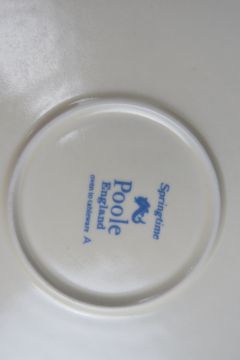 Springtime
Poole
England
oven to tableware A